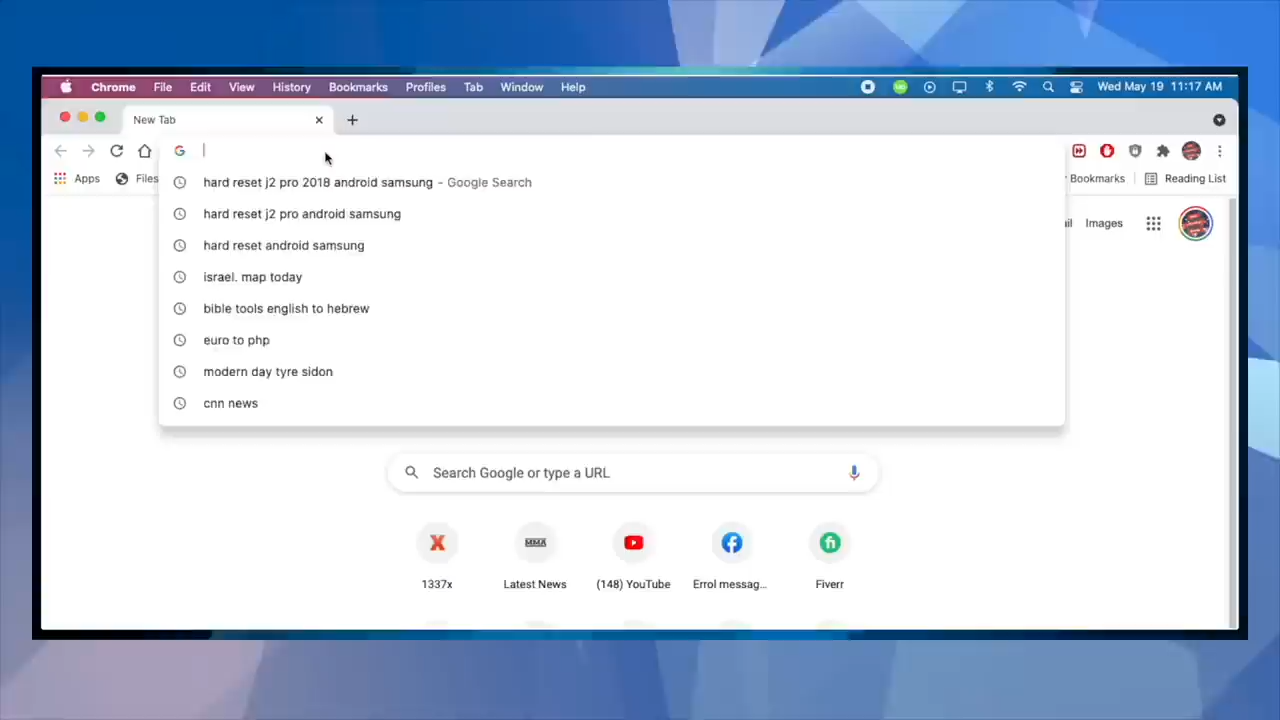 Chrome File Edit View History Bookmarks Profiles Tab Window Help Wed May 19 11:17 AM
New Tab
Apps Files Bookmarks Reading List
hard reset j2 pro 2018 android samsung - Google Search
hard reset j2 pro android samsung
hard reset android samsung
Images
israel. map today
bible tools english to hebrew
euro to php
modern day tyre sidon
cnn news
Search Google or type a URL
MMA
1337x Latest News (148) YouTube Errol messag... Fiverr